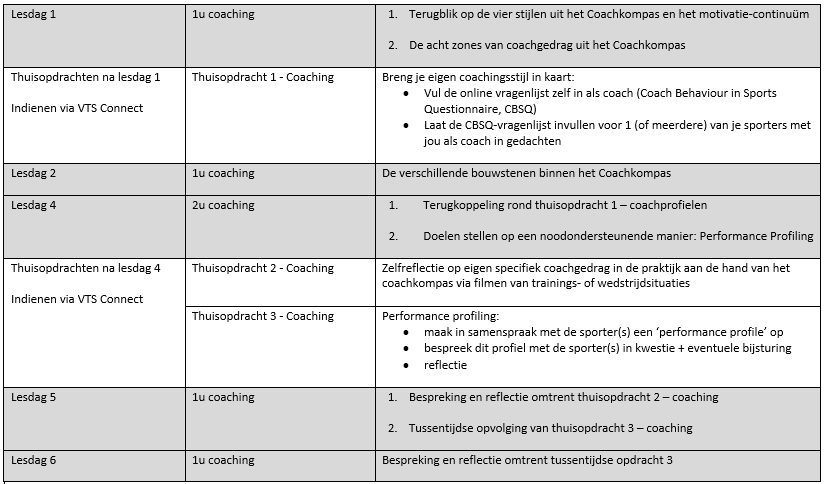 Lesdag 1
1u coaching
1. Terugblik op de vier stijlen uit het Coachkompas en het motivatie-continuüm
2. De acht zones van coachgedrag uit het Coachkompas
Thuisopdrachten na lesdag 1
Indienen via VTS Connect
Thuisopdracht 1 - Coaching
Breng je eigen coachingsstijl in kaart:
• Vul de online vragenlijst zelf in als coach (Coach Behaviour in Sports
Questionnaire, CBSQ)
• Laat de CBSQ-vragenlijst invullen voor 1 (of meerdere) van je sporters met
jou als coach in gedachten
Lesdag 2
1u coaching
De verschillende bouwstenen binnen het Coachkompas
Lesdag 4
2u coaching
1. Terugkoppeling rond thuisopdracht 1 – coachprofielen
2. Doelen stellen op een noodondersteunende manier: Performance Profiling
Thuisopdrachten na lesdag 4
Indienen via VTS Connect
Thuisopdracht 2 - Coaching
Zelfreflectie op eigen specifiek coachgedrag in de praktijk aan de hand van het
coachkompas via filmen van trainings- of wedstrijdsituaties
Thuisopdracht 3 - Coaching
Performance profiling:
• maak in samenspraak met de sporter(s) een ‘performance profile’ op
• bespreek dit profiel met de sporter(s) in kwestie + eventuele bijsturing
• reflectie
Lesdag 5
1u coaching
1. Bespreking en reflectie omtrent thuisopdracht 2 – coaching
2. Tussentijdse opvolging van thuisopdracht 3 – coaching
Lesdag 6
1u coaching
Bespreking en reflectie omtrent tussentijdse opdracht 3